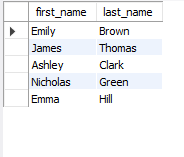 first_name last_name
Emily Brown
James Thomas
Ashley Clark
Nicholas Green
Emma Hill